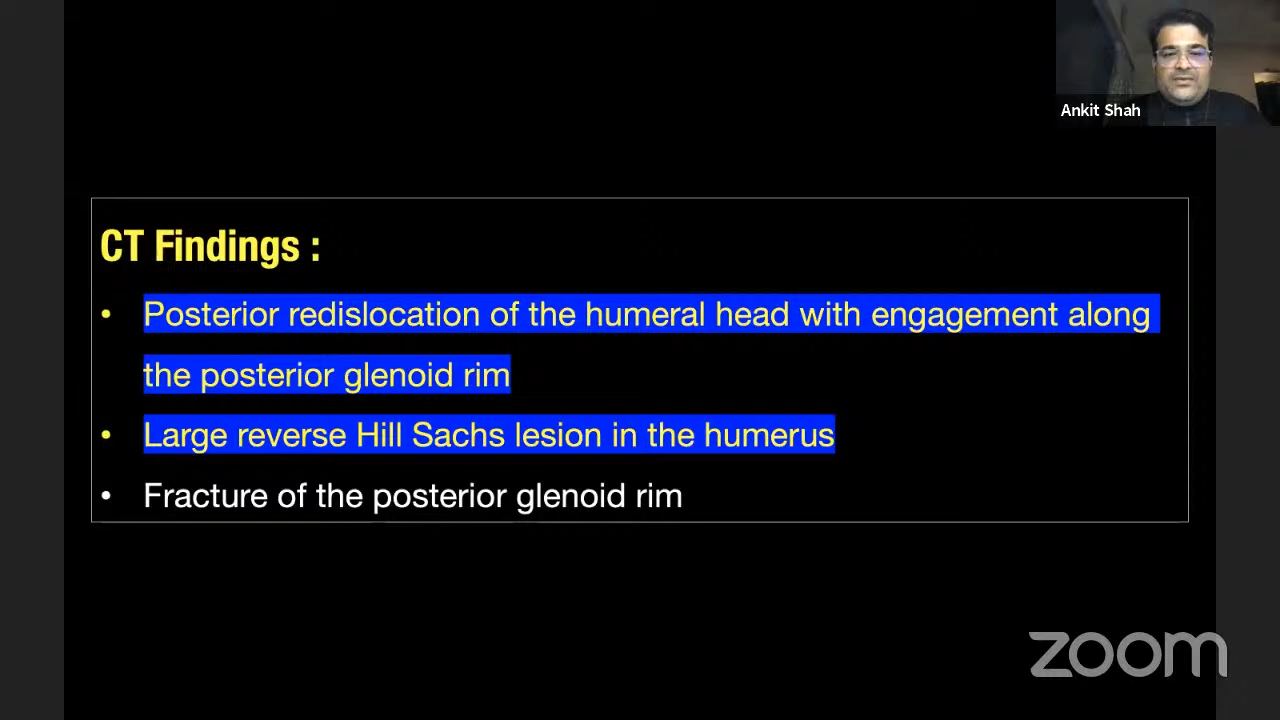 Ankit Shah
CT Findings :
• Posterior redislocation of the humeral head with engagement along
the posterior glenoid rim
• Large reverse Hill Sachs lesion in the humerus
• Fracture of the posterior glenoid rim
zoom